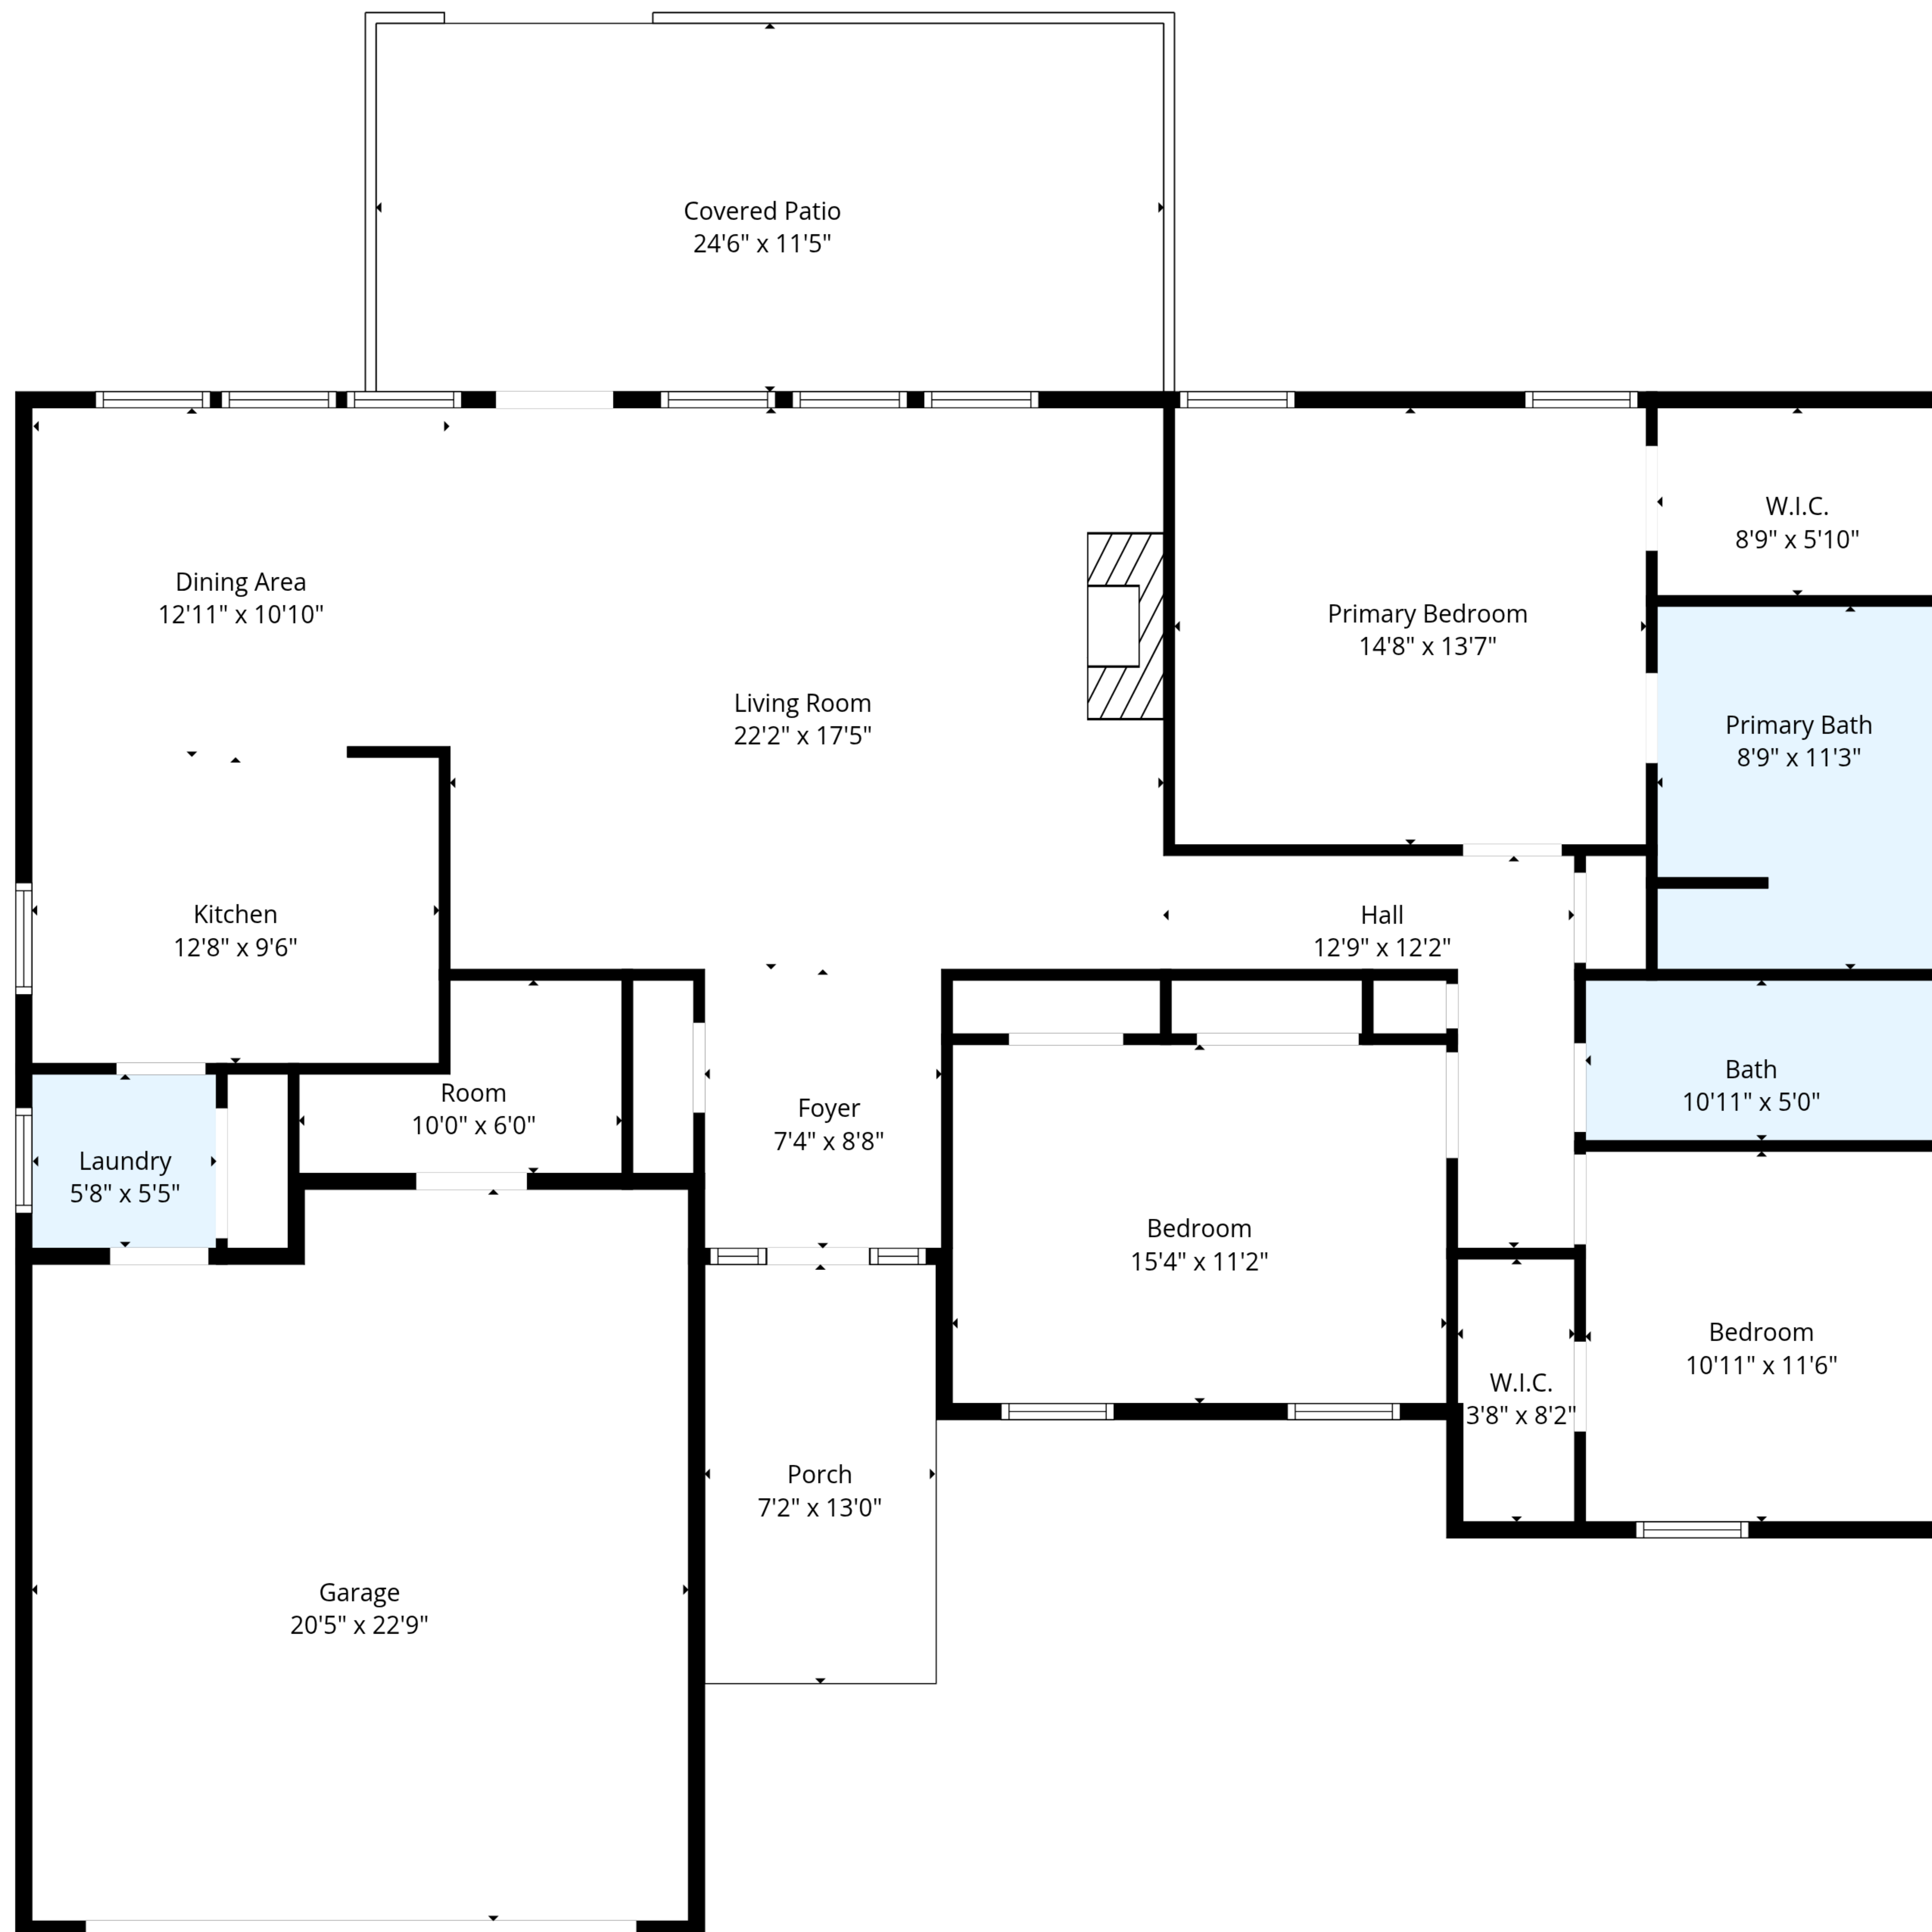 Covered Patio
24'6" x 11'5"
W.I.C.
8'9" x 5'10"
Dining Area
12'11" x 10'10"
Primary Bedroom
14'8" x 13'7"
Living Room
22'2" x 17'5"
Primary Bath
8'9" x 11'3"
Kitchen
12'8" x 9'6"
Hall
12'9" x 12'2"
Room
10'0" x 6'0"
Foyer
7'4" x 8'8"
Bath
10'11" x 5'0"
Laundry
5'8" x 5'5"
Bedroom
15'4" x 11'2"
Bedroom
10'11" x 11'6"
W.I.C.
3'8" x 8'2"
Porch
7'2" x 13'0"
Garage
20'5" x 22'9"